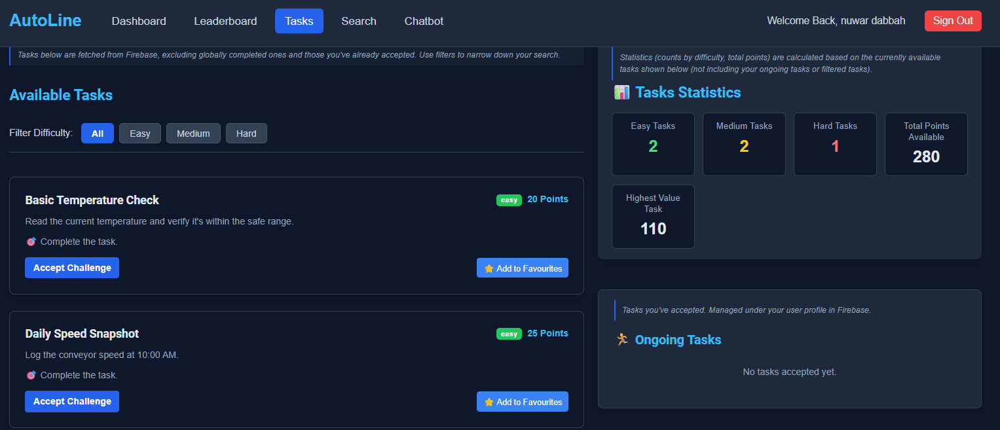 AutoLine
Dashboard
Leaderboard
Tasks
Search
Chatbot
Welcome Back, nuwar dabbah
Sign Out
Tasks below are fetched from Firebase, excluding globally completed ones and those you've already accepted. Use filters to narrow down your search.
Available Tasks
Filter Difficulty:
All
Easy
Medium
Hard
Basic Temperature Check
easy
20 Points
Read the current temperature and verify it's within the safe range.
Complete the task.
Accept Challenge
Add to Favourites
Daily Speed Snapshot
easy
25 Points
Log the conveyor speed at 10:00 AM.
Complete the task.
Accept Challenge
Add to Favourites
Statistics (counts by difficulty, total points) are calculated based on the currently available
tasks shown below (not including your ongoing tasks or filtered tasks).
Tasks Statistics
Easy Tasks
2
Medium Tasks
2
Hard Tasks
1
Total Points
Available
280
Highest Value
Task
110
Tasks you've accepted. Managed under your user profile in Firebase.
Ongoing Tasks
No tasks accepted yet.